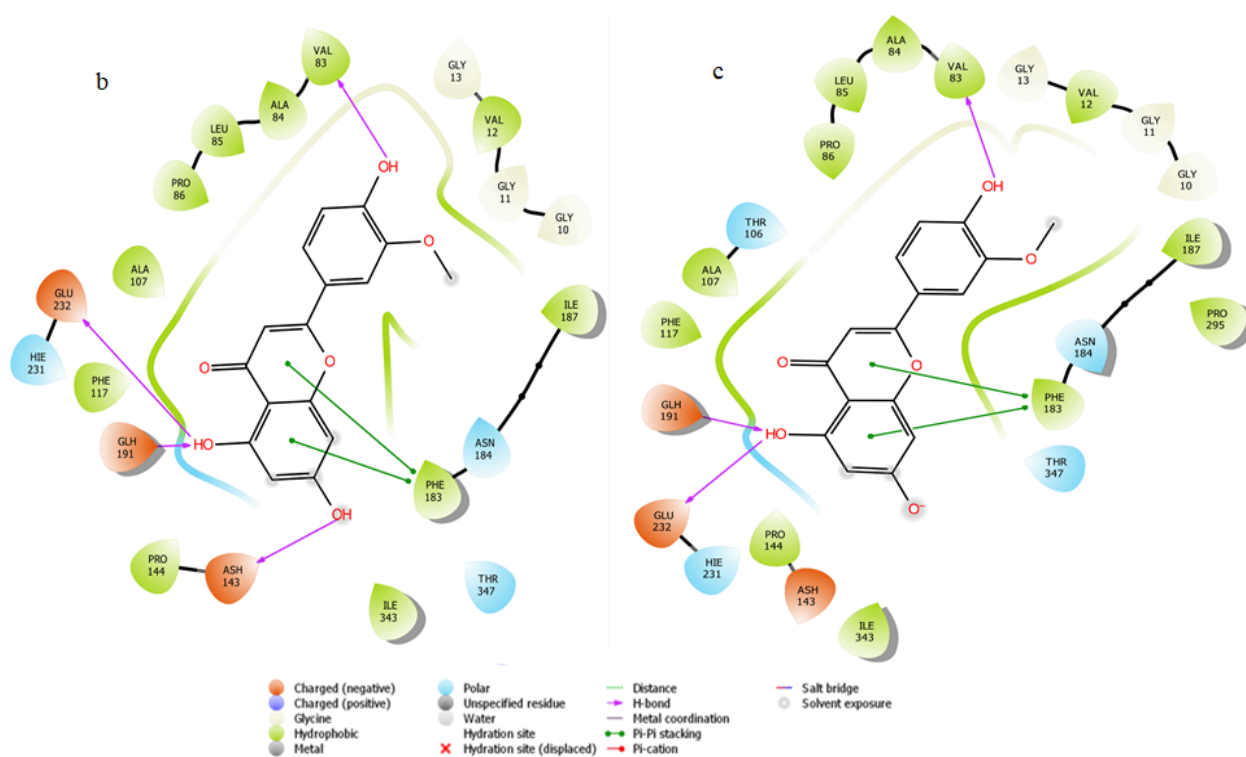 b
VAL
83
GLY
13
ALA
84
VAL
12
LEU
85
PRO
86
GLY
11
GLY
10
OH
O
ALA
107
GLU
232
HIE
231
PHE
117
GLH
191
ILE
187
O
O
HO
ASN
184
PHE
183
OH
PRO
144
ASH
143
ILE
343
THR
347
c
ALA
84
VAL
83
LEU
85
PRO
86
GLY
13
VAL
12
GLY
11
GLY
10
OH
O
THR
106
ALA
107
PHE
117
ILE
187
PRO
295
ASN
184
PHE
183
O
O
GLH
191
HO
THR
347
O-
GLU
232
HIE
231
PRO
144
ASH
143
ILE
343
Charged (negative)
Charged (positive)
Glycine
Hydrophobic
Metal
Polar
Unspecified residue
Water
Hydration site
Hydration site (displaced)
Distance
H-bond
Metal coordination
Pi-Pi stacking
Pi-cation
Salt bridge
Solvent exposure